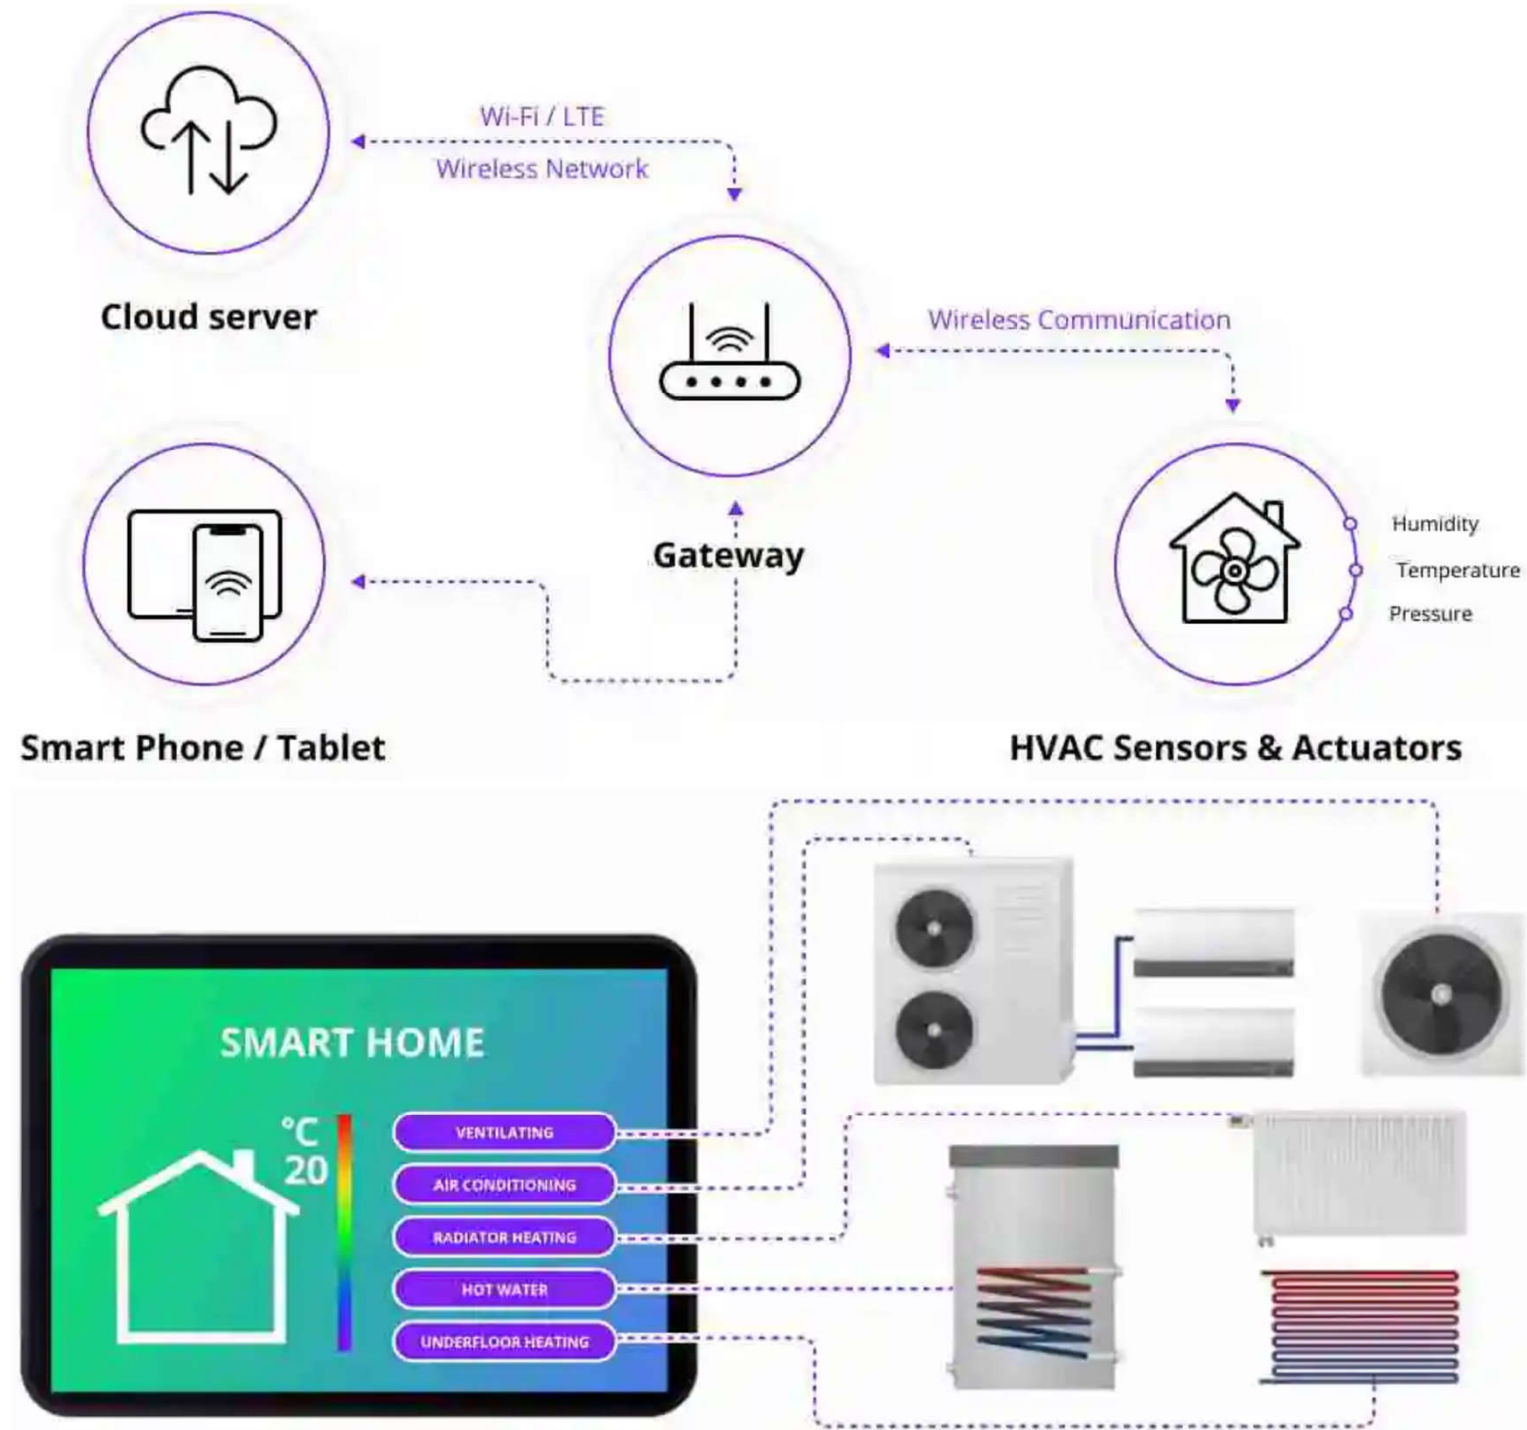 Wi-Fi / LTE
Wireless Network
Cloud server
Wireless Communication
Humidity
Gateway
Temperature
Pressure
Smart Phone / Tablet
HVAC Sensors & Actuators
SMART HOME
°C
20
VENTILATING
AIR CONDITIONING
RADIATOR HEATING
HOT WATER
UNDERFLOOR HEATING